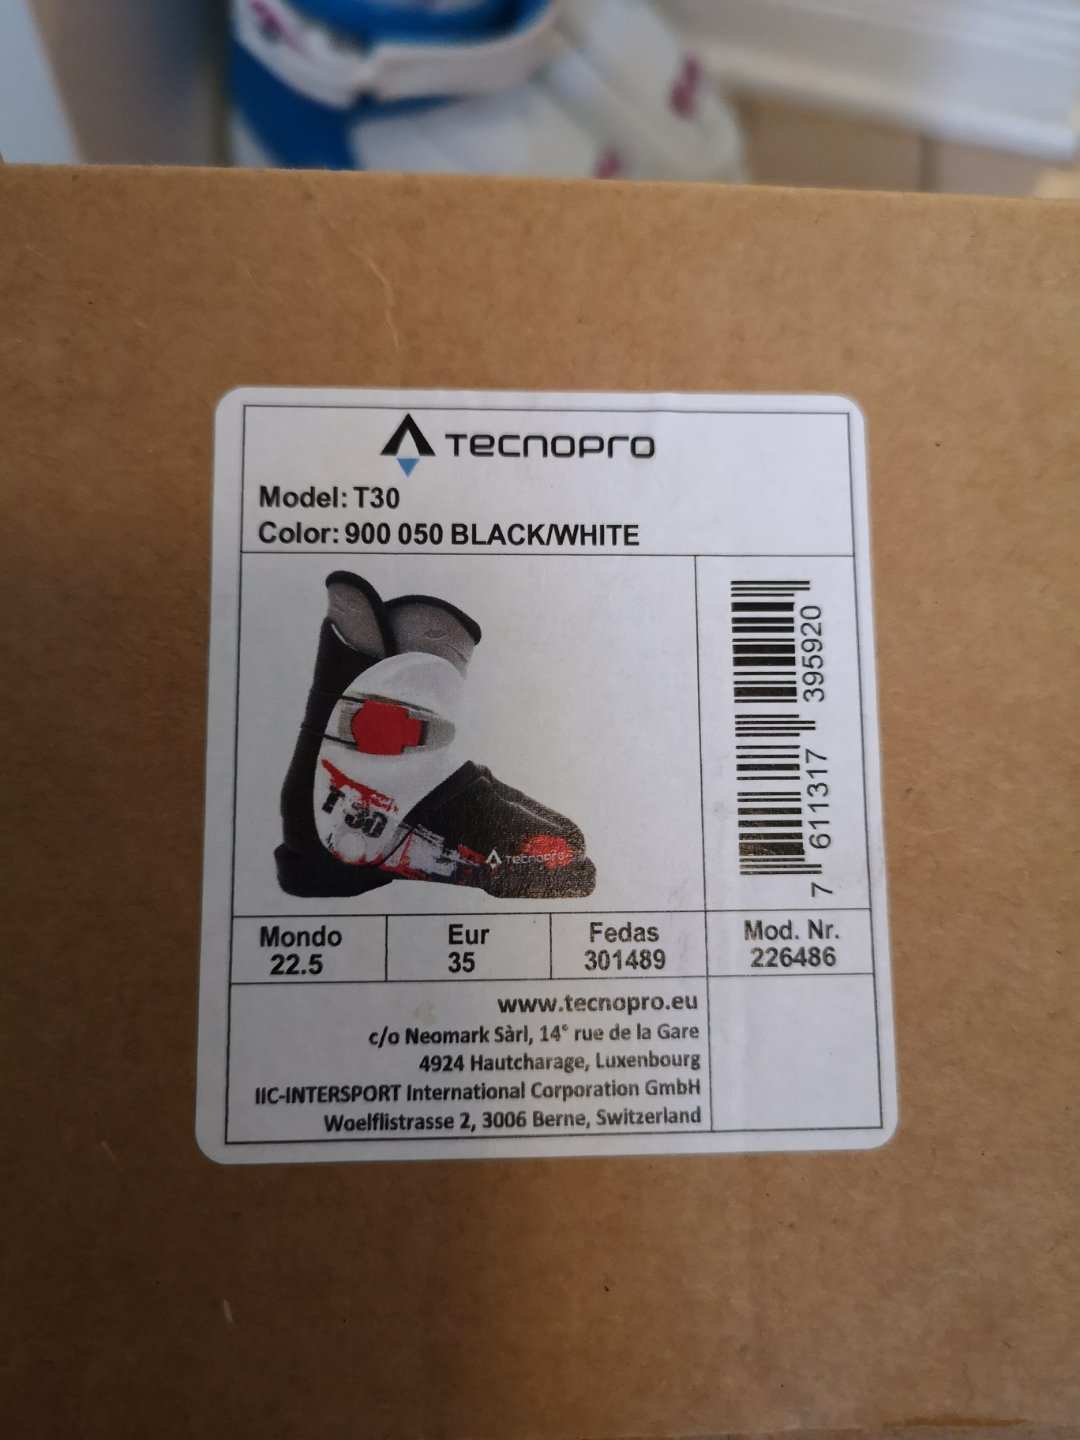 TECNOPRO
Model: T30
Color: 900 050 BLACK/WHITE
T30
TECNOPRO
7 611317 395920
Mondo
22.5
Eur
35
Fedas
301489
Mod. Nr.
226486
www.tecnopro.eu
c/o Neomark Sàrl, 14ᵉ rue de la Gare
4924 Hautcharage, Luxenbourg
IIC-INTERSPORT International Corporation GmbH
Woelflistrasse 2, 3006 Berne, Switzerland